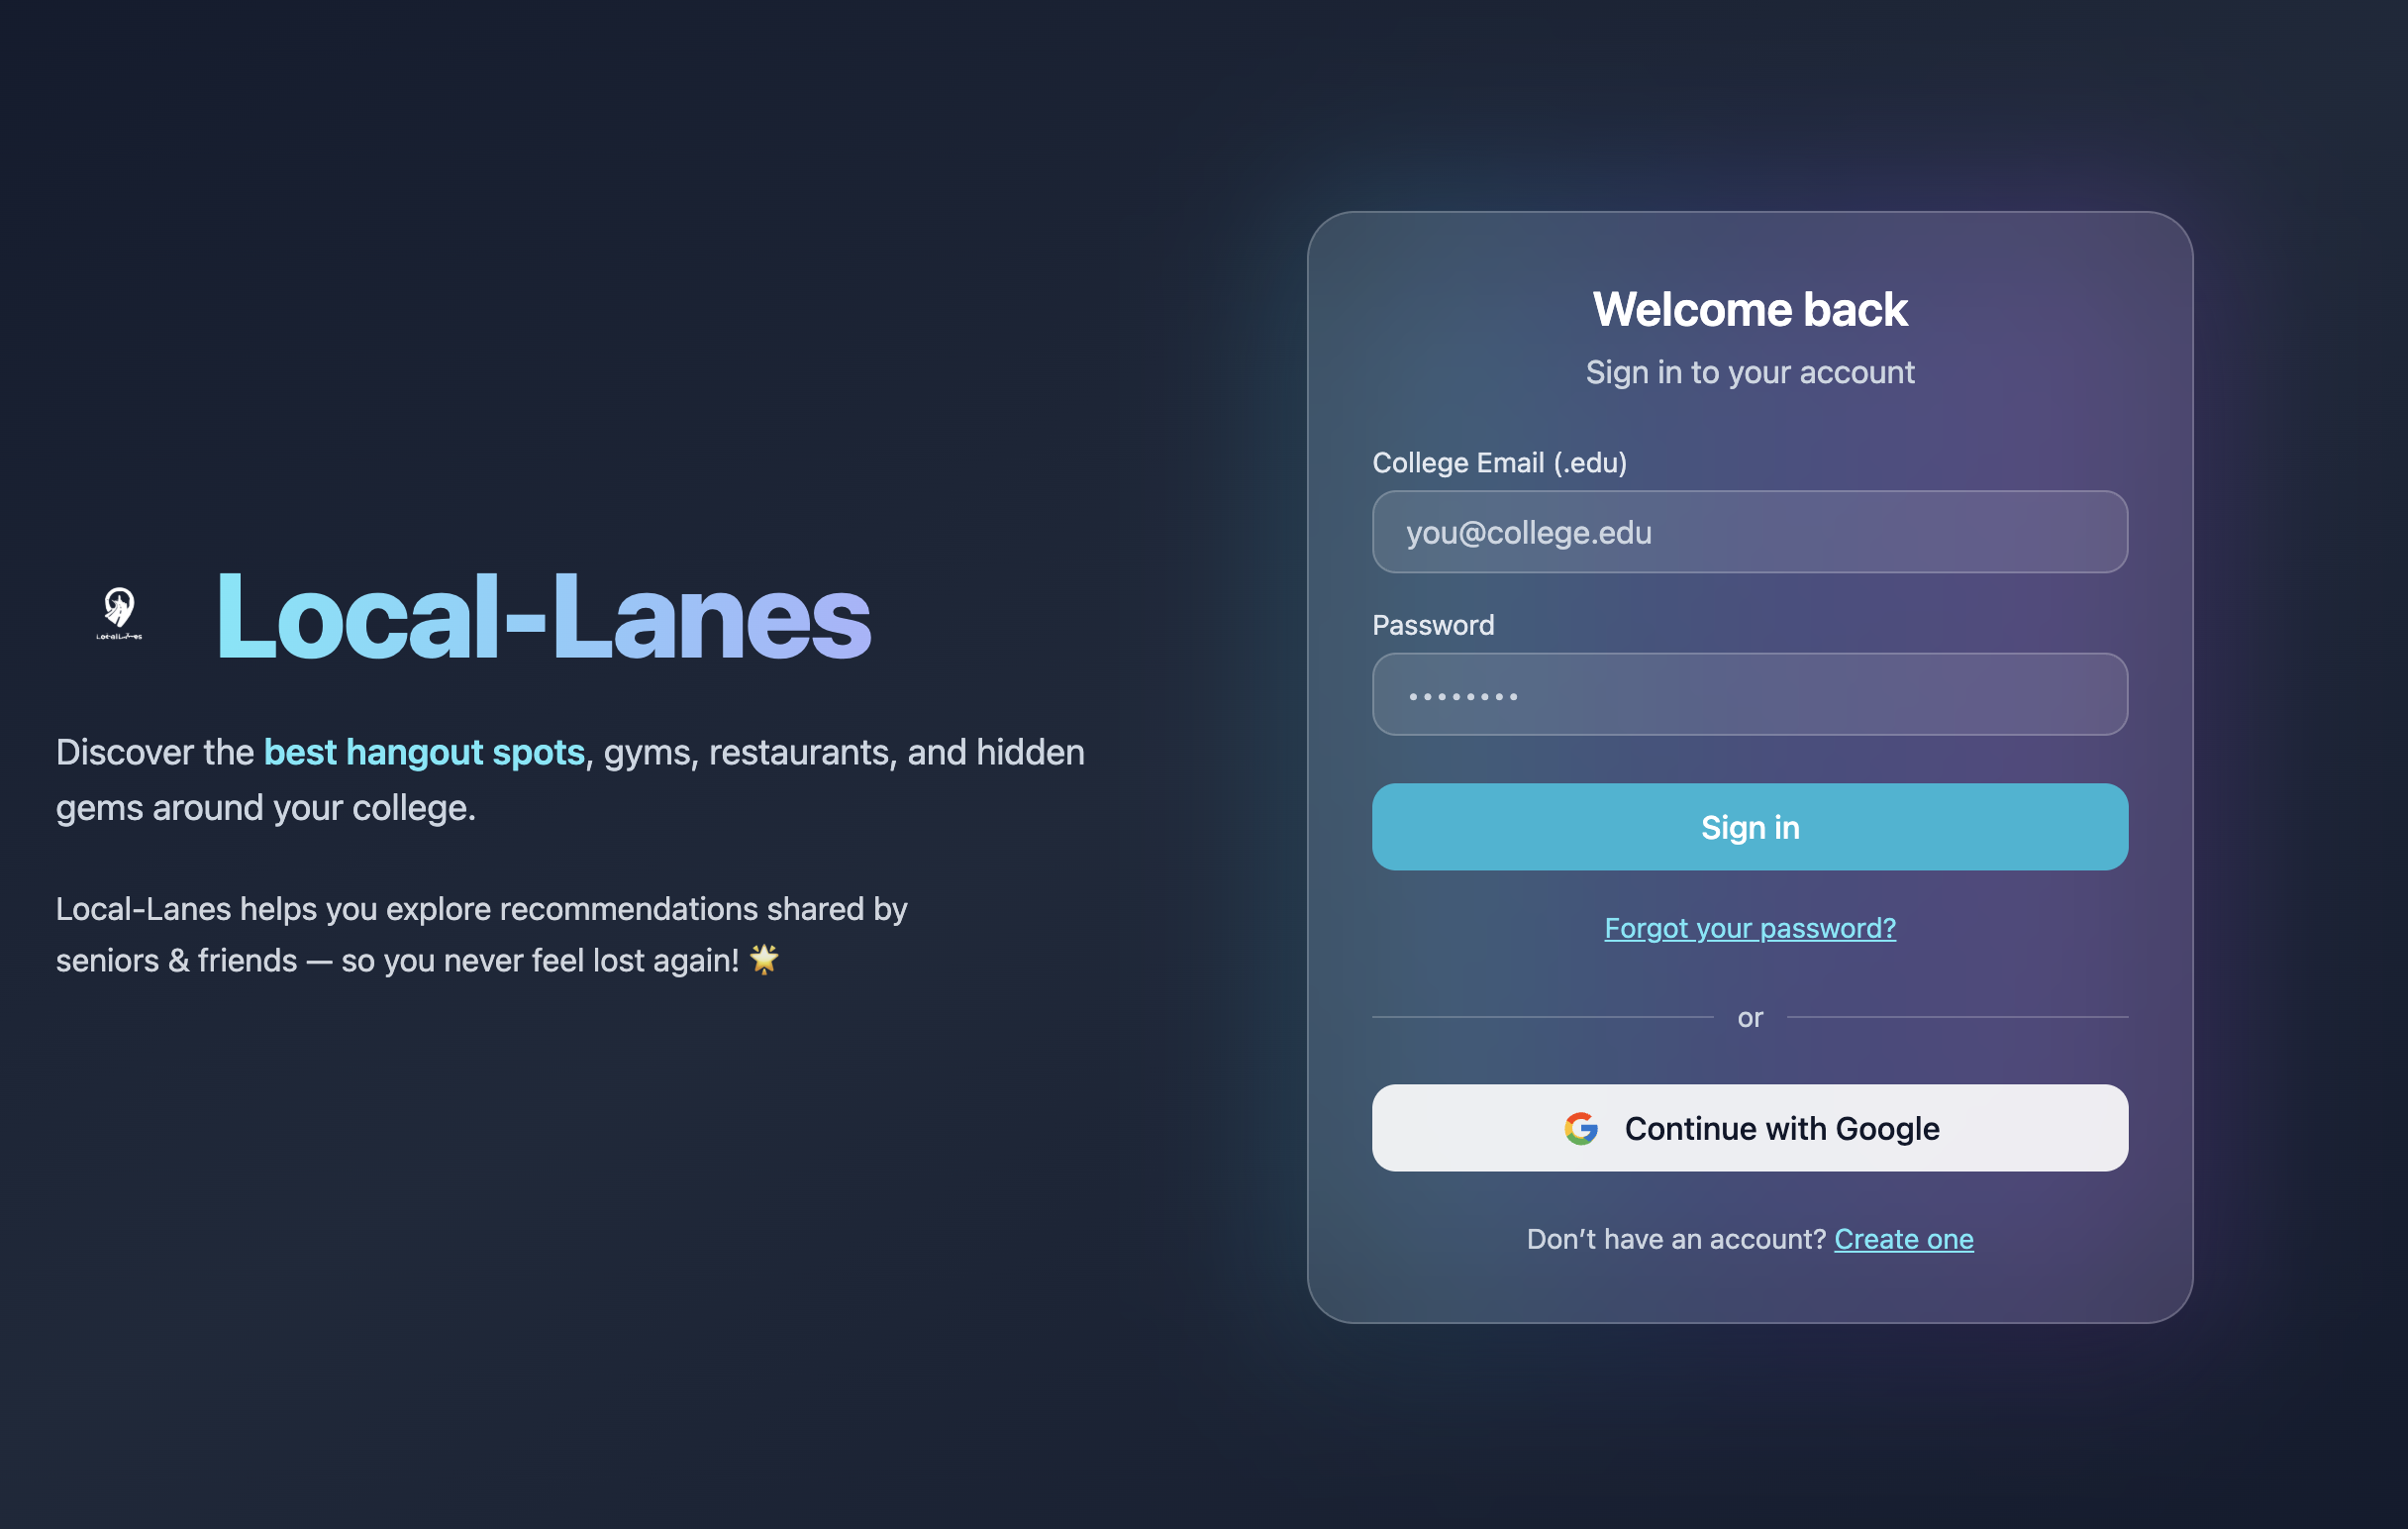 Local-Lanes
Local-Lanes
Discover the best hangout spots, gyms, restaurants, and hidden
gems around your college.
Local-Lanes helps you explore recommendations shared by
seniors & friends — so you never feel lost again! 🌟
Welcome back
Sign in to your account
College Email (.edu)
you@college.edu
Password
••••••••
Sign in
Forgot your password?
or
Continue with Google
Don’t have an account? Create one